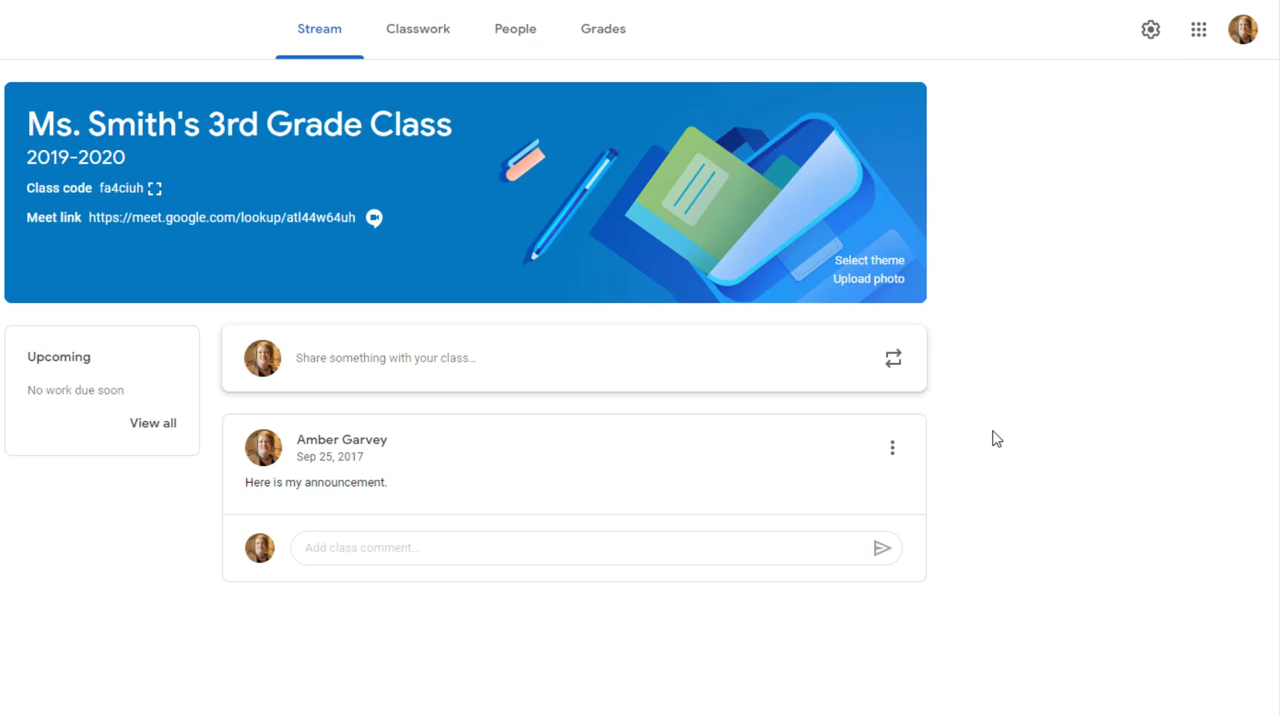 Stream Classwork People Grades
Ms. Smith's 3rd Grade Class
2019-2020
Class code fa4ciuh
Meet link https://meet.google.com/lookup/atl44w64uh
Select theme
Upload photo
Upcoming
No work due soon
View all
Share something with your class...
Amber Garvey
Sep 25, 2017
Here is my announcement.
Add class comment...